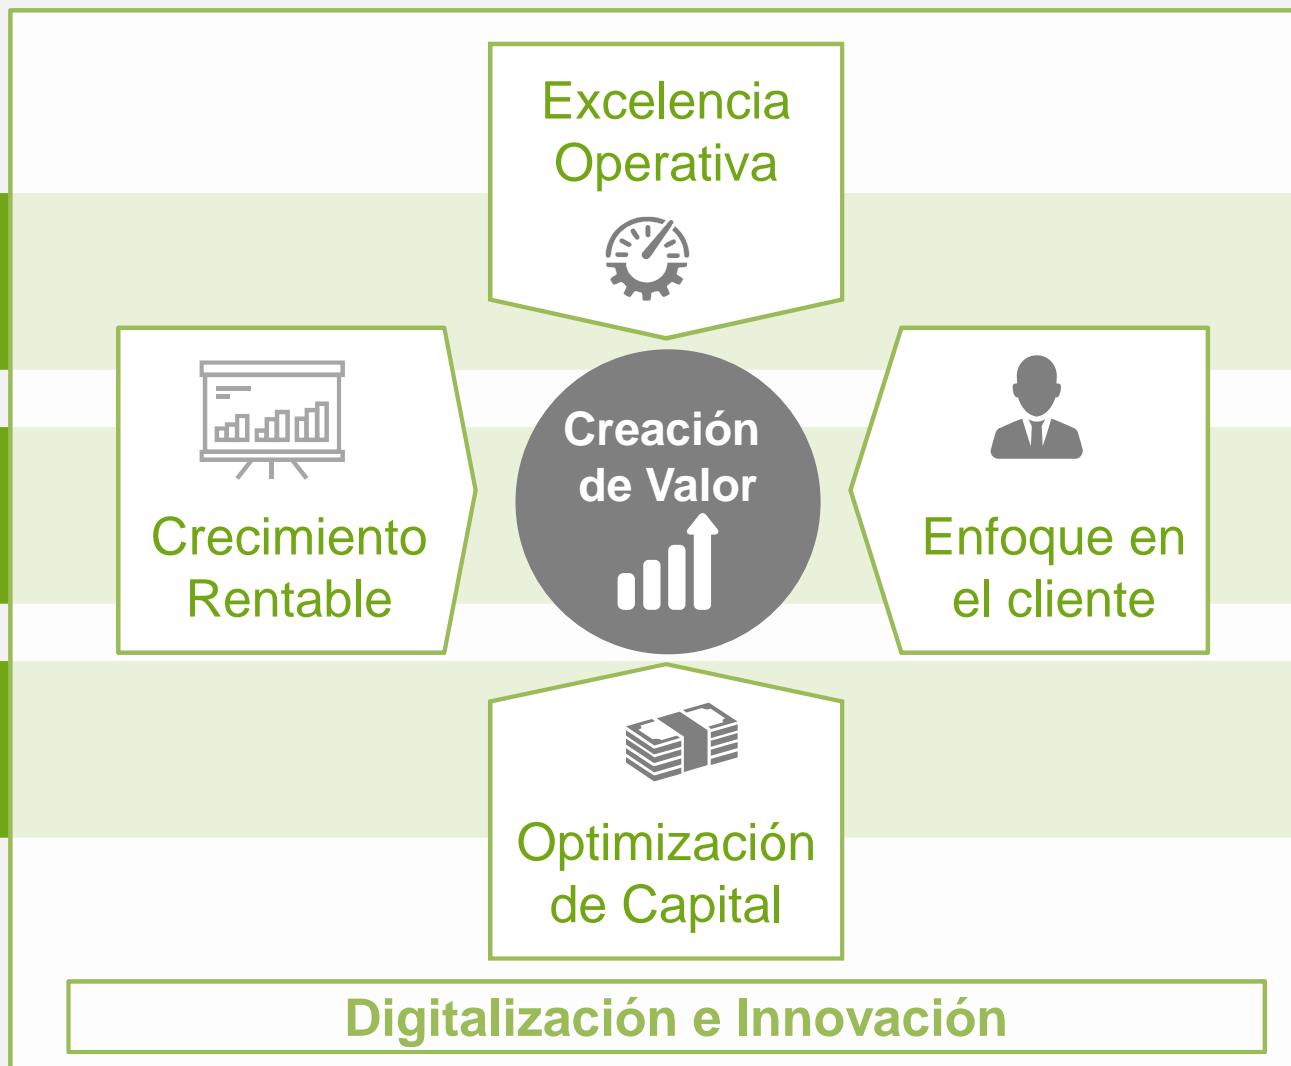 Excelencia
Operativa
Crecimiento
Rentable
Creación
de Valor
Enfoque en
el cliente
Optimización
de Capital
Digitalización e Innovación